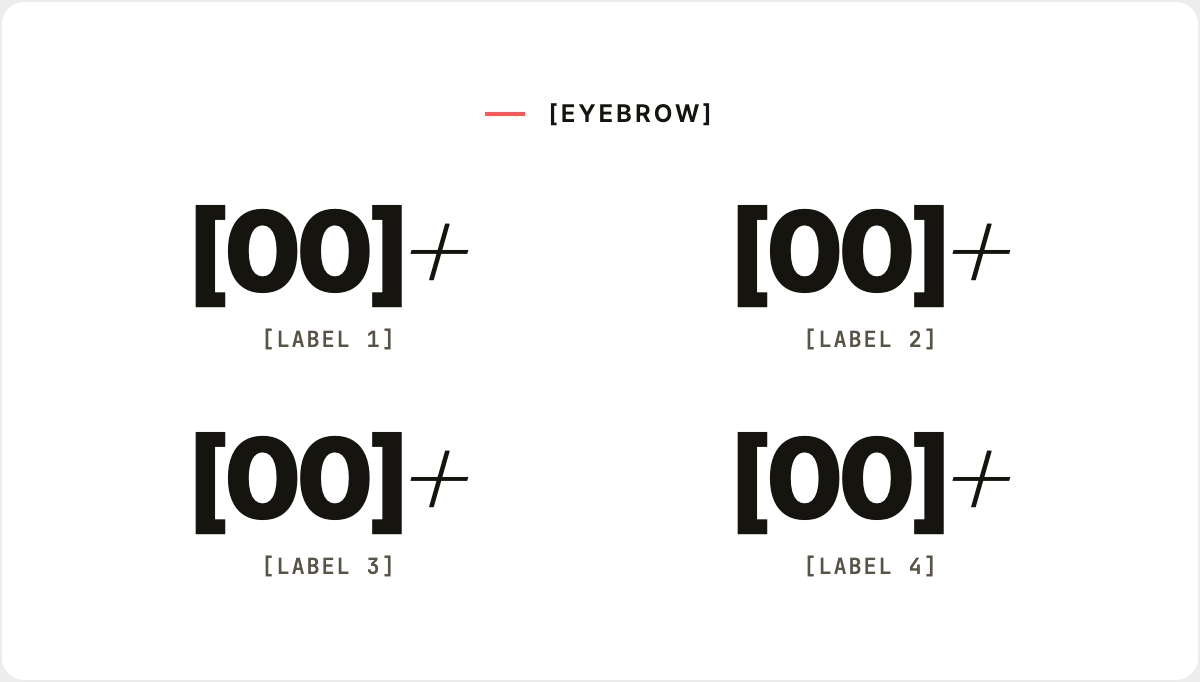 [EYEBROW]
[00]+ [00]+
[LABEL 1] [LABEL 2]
[00]+ [00]+
[LABEL 3] [LABEL 4]